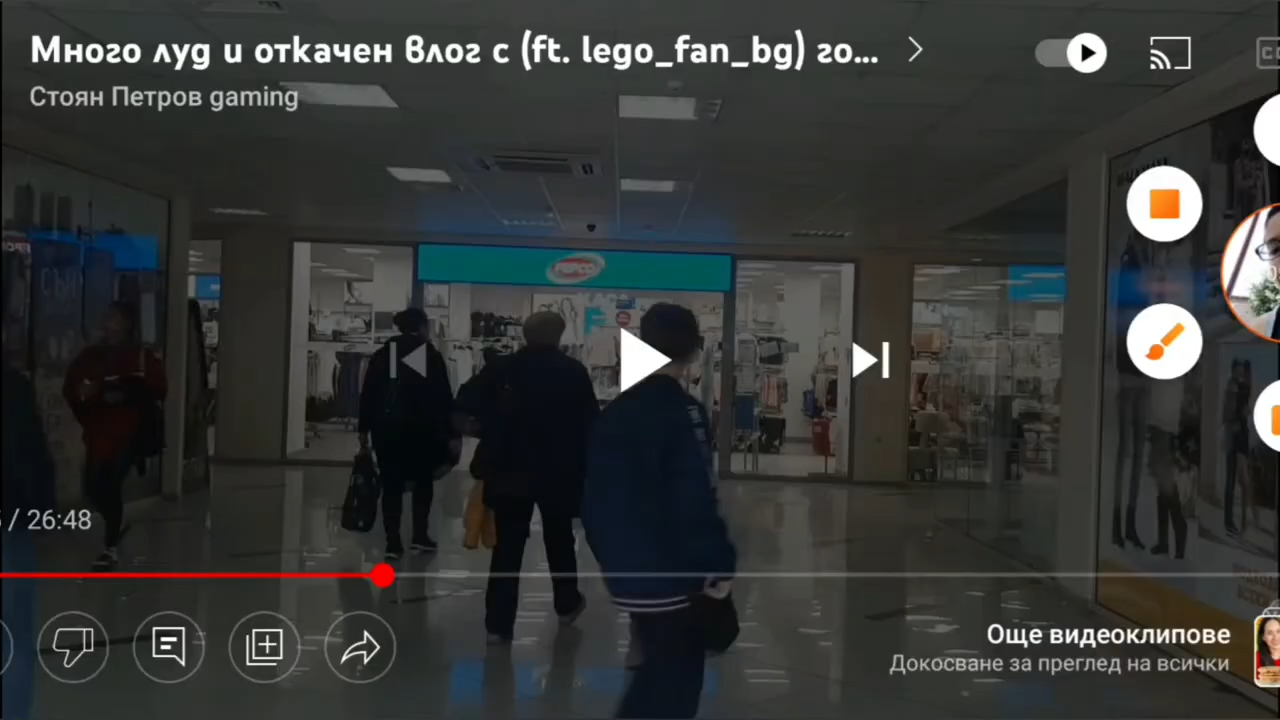 Много луд и откачен влог с (ft. lego_fan_bg) го...
Стоян Петров gaming
PEPCO
/ 26:48
Още видеоклипове
Докосване за преглед на всички